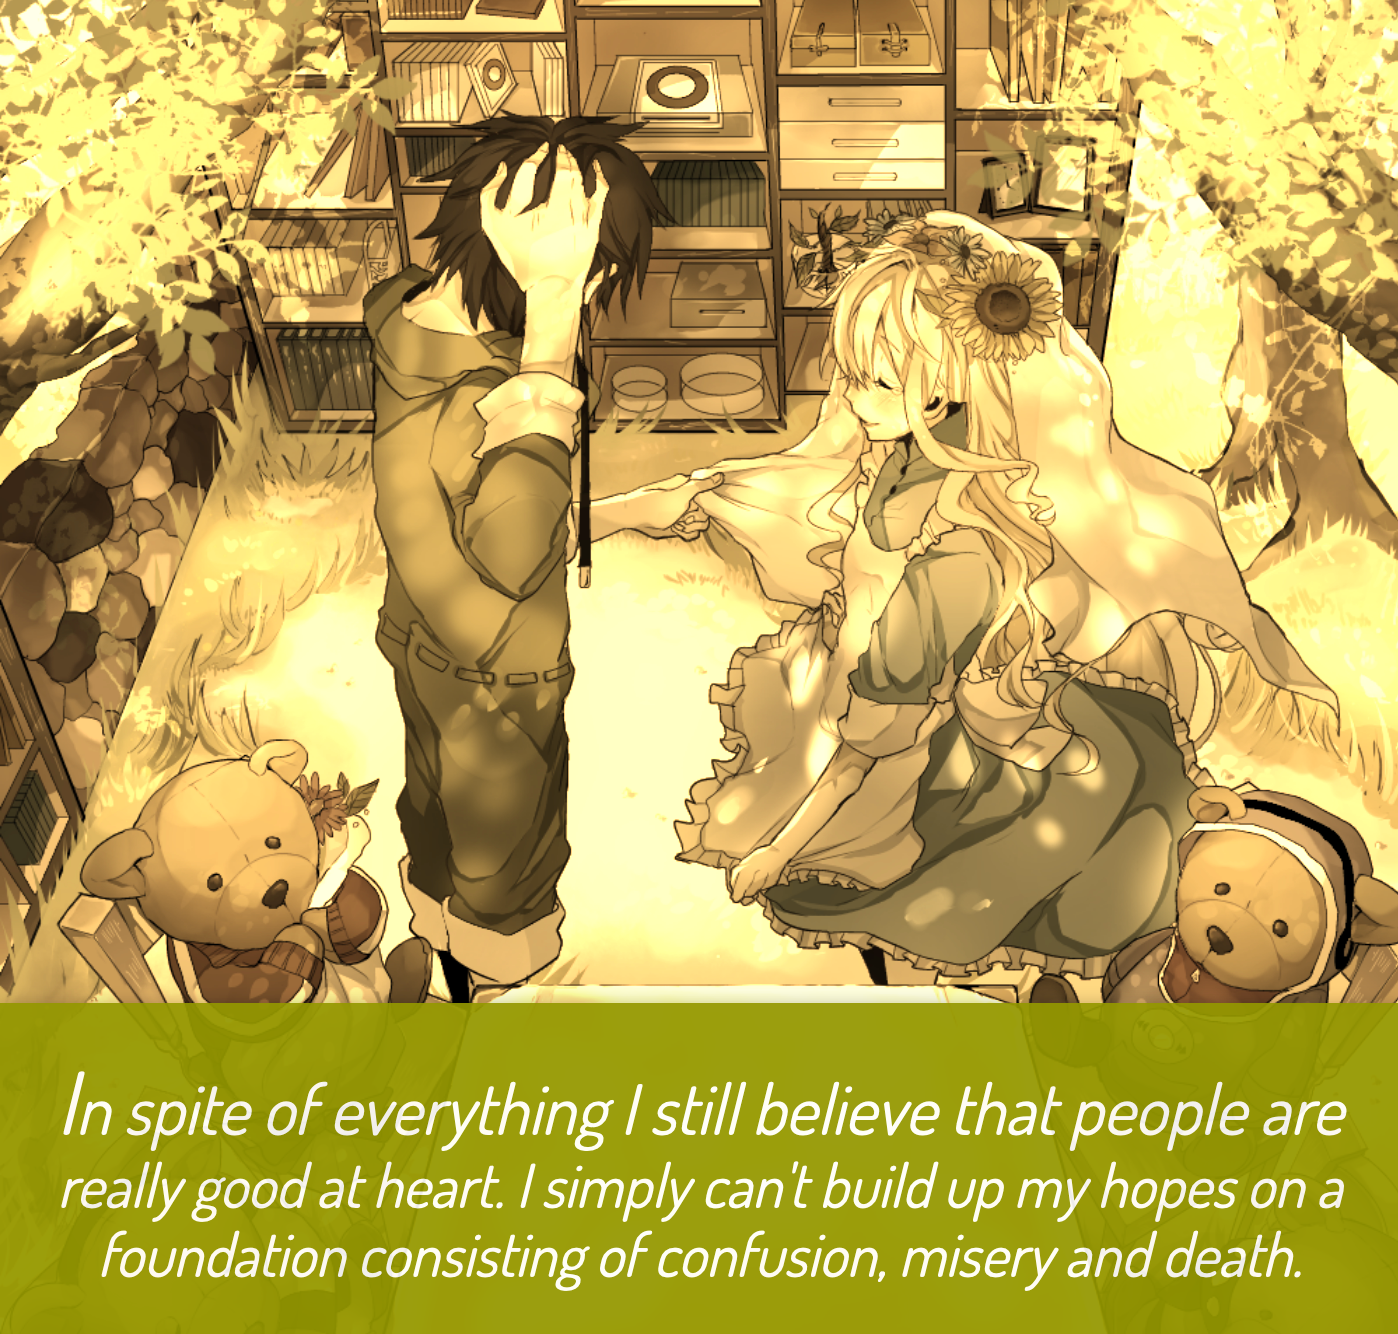 In spite of everything I still believe that people are
really good at heart. I simply can't build up my hopes on a
foundation consisting of confusion, misery and death.